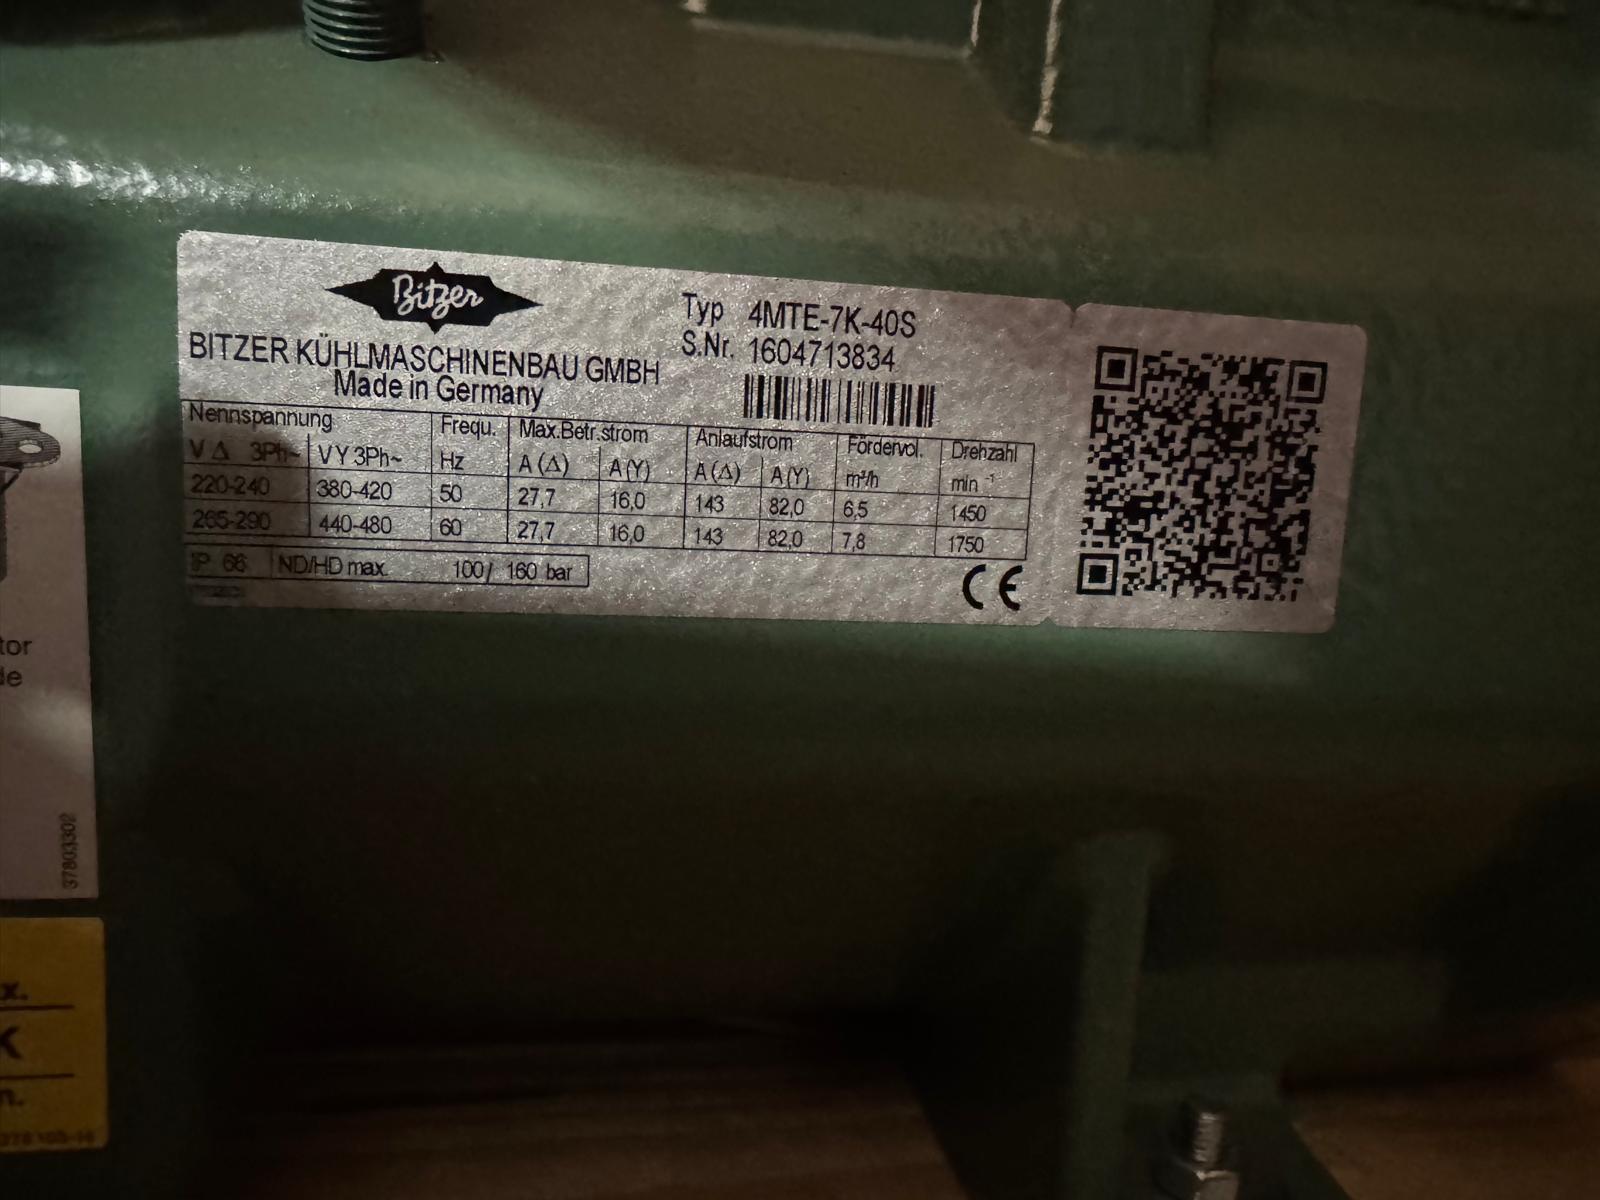 Bitzer
BITZER KÜHLMASCHINENBAU GMBH
Made in Germany
Typ 4MTE-7K-40S
S.Nr. 1604713834
Nennspannung Frequ. Max.Betr.strom Anlaufstrom Fördervol. Drehzahl
V Δ 3Ph~ V Y 3Ph~ Hz A (Δ) A (Y) A (Δ) A (Y) m³/h min -1
220-240 380-420 50 27,7 16,0 143 82,0 6,5 1450
265-290 440-480 60 27,7 16,0 143 82,0 7,8 1750
IP 66 ND/HD max. 100/ 160 bar
CE
tor
de
37803302
x.
K
n.